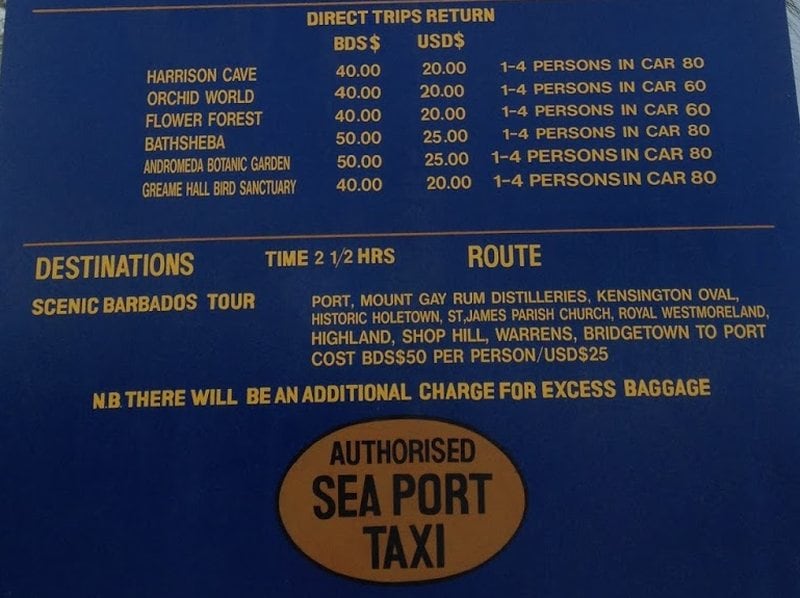 DIRECT TRIPS RETURN
BDS$ USD$
HARRISON CAVE 40.00 20.00 1-4 PERSONS IN CAR 80
ORCHID WORLD 40.00 20.00 1-4 PERSONS IN CAR 60
FLOWER FOREST 40.00 20.00 1-4 PERSONS IN CAR 60
BATHSHEBA 50.00 25.00 1-4 PERSONS IN CAR 80
ANDROMEDA BOTANIC GARDEN 50.00 25.00 1-4 PERSONS IN CAR 80
GREAME HALL BIRD SANCTUARY 40.00 20.00 1-4 PERSONS IN CAR 80
DESTINATIONS TIME 2 1/2 HRS ROUTE
SCENIC BARBADOS TOUR PORT, MOUNT GAY RUM DISTILLERIES, KENSINGTON OVAL,
HISTORIC HOLETOWN, ST,JAMES PARISH CHURCH, ROYAL WESTMORELAND,
HIGHLAND, SHOP HILL, WARRENS, BRIDGETOWN TO PORT
COST BDS$50 PER PERSON/USD$25
N.B. THERE WILL BE AN ADDITIONAL CHARGE FOR EXCESS BAGGAGE
AUTHORISED
SEA PORT
TAXI